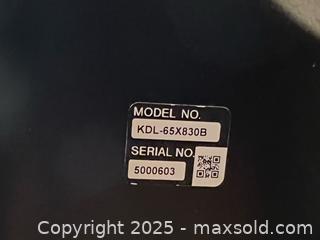 MODEL NO.
KDL-65X830B
SERIAL NO.
5000603
Copyright © 2025 - maxsold.com